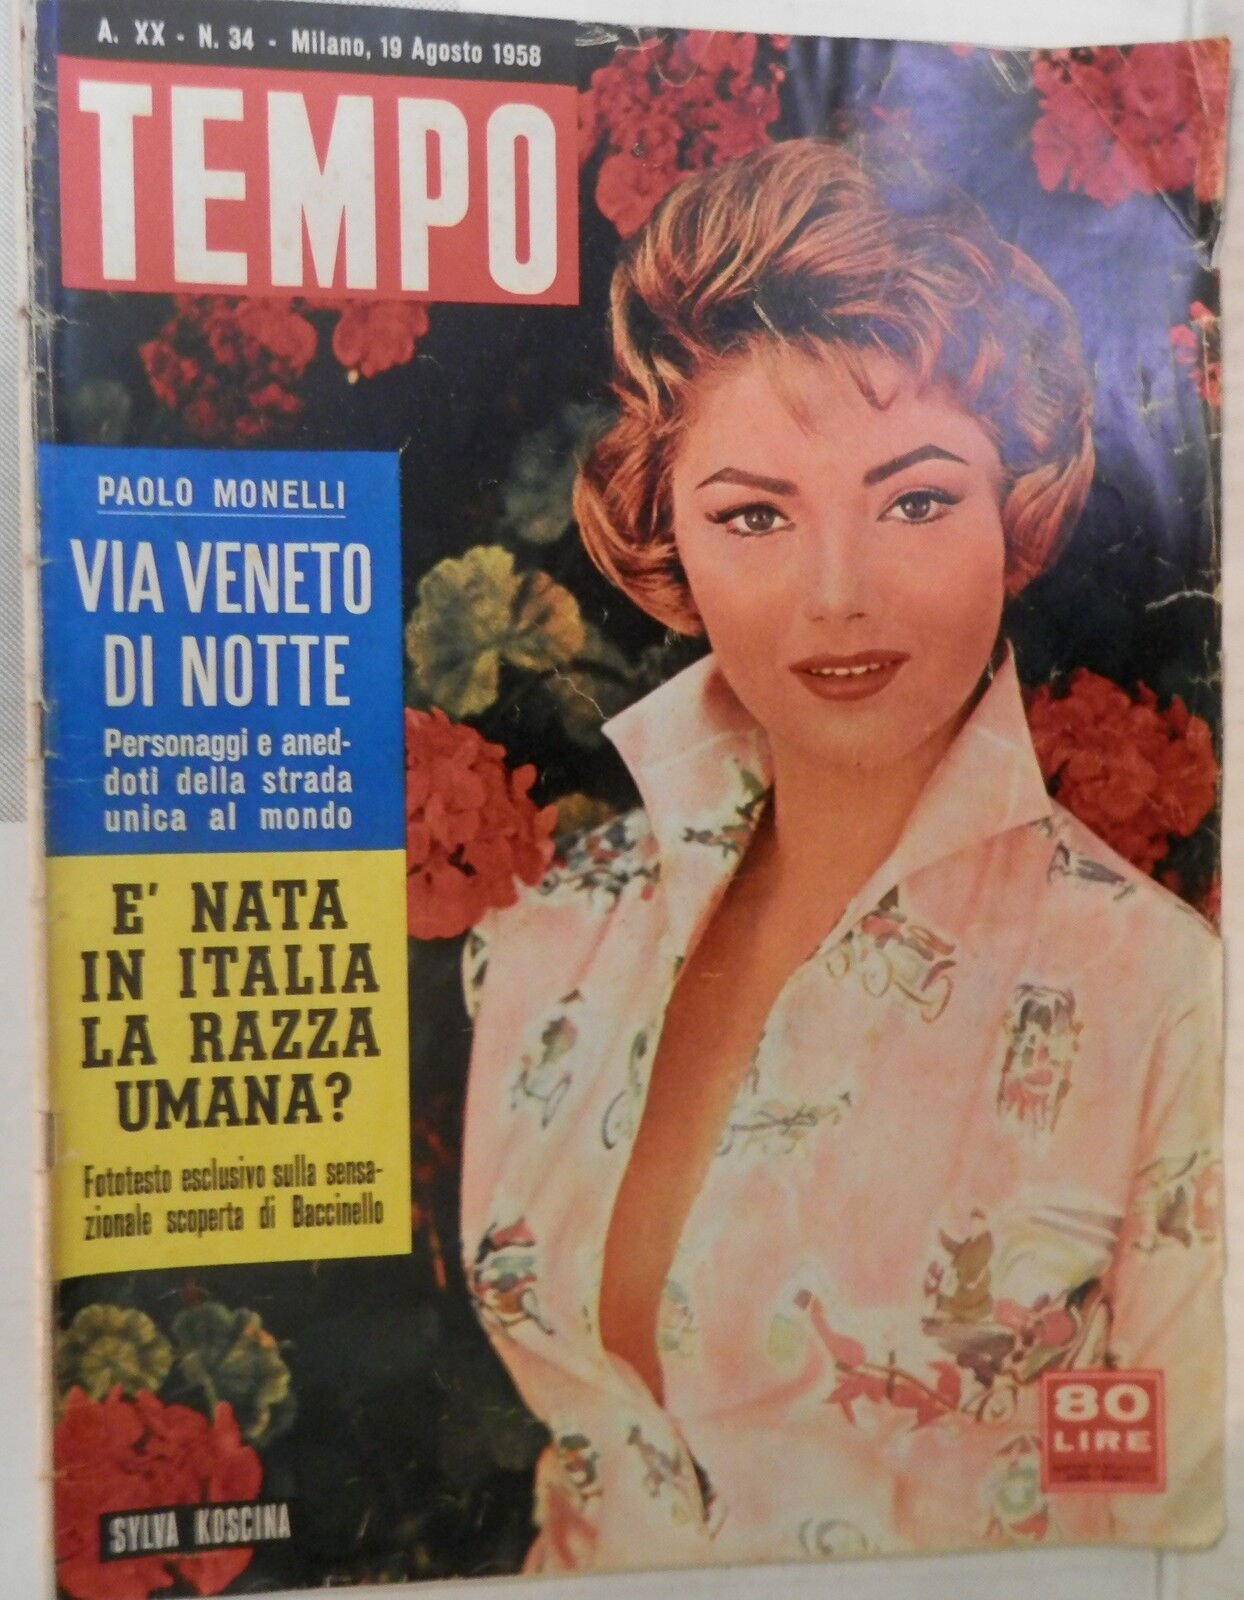 A. XX - N. 34 - Milano, 19 Agosto 1958
TEMPO
PAOLO MONELLI
VIA VENETO
DI NOTTE
Personaggi e aned-
doti della strada
unica al mondo
E' NATA
IN ITALIA
LA RAZZA
UMANA?
Fototesto esclusivo sulla sensa-
zionale scoperta di Baccinello
80
LIRE
SYLVA KOSCINA